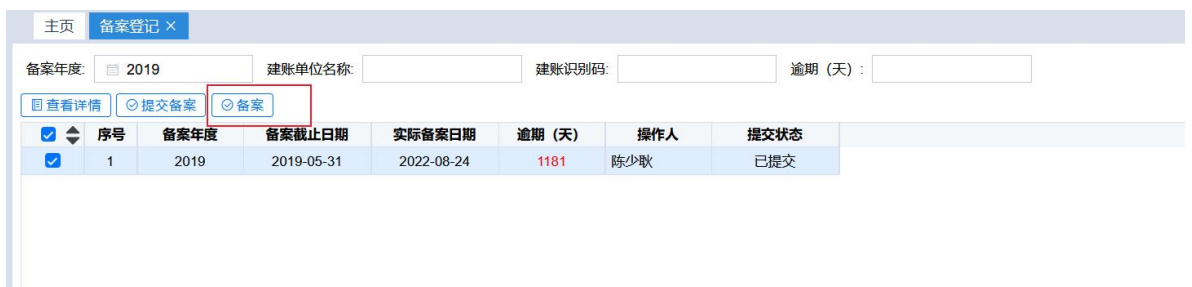 主页 备案登记 ×
备案年度: 2019 建账单位名称: 建账识别码: 逾期（天）:
查看详情 提交备案 备案
序号 备案年度 备案截止日期 实际备案日期 逾期（天） 操作人 提交状态
1 2019 2019-05-31 2022-08-24 1181 陈少耿 已提交